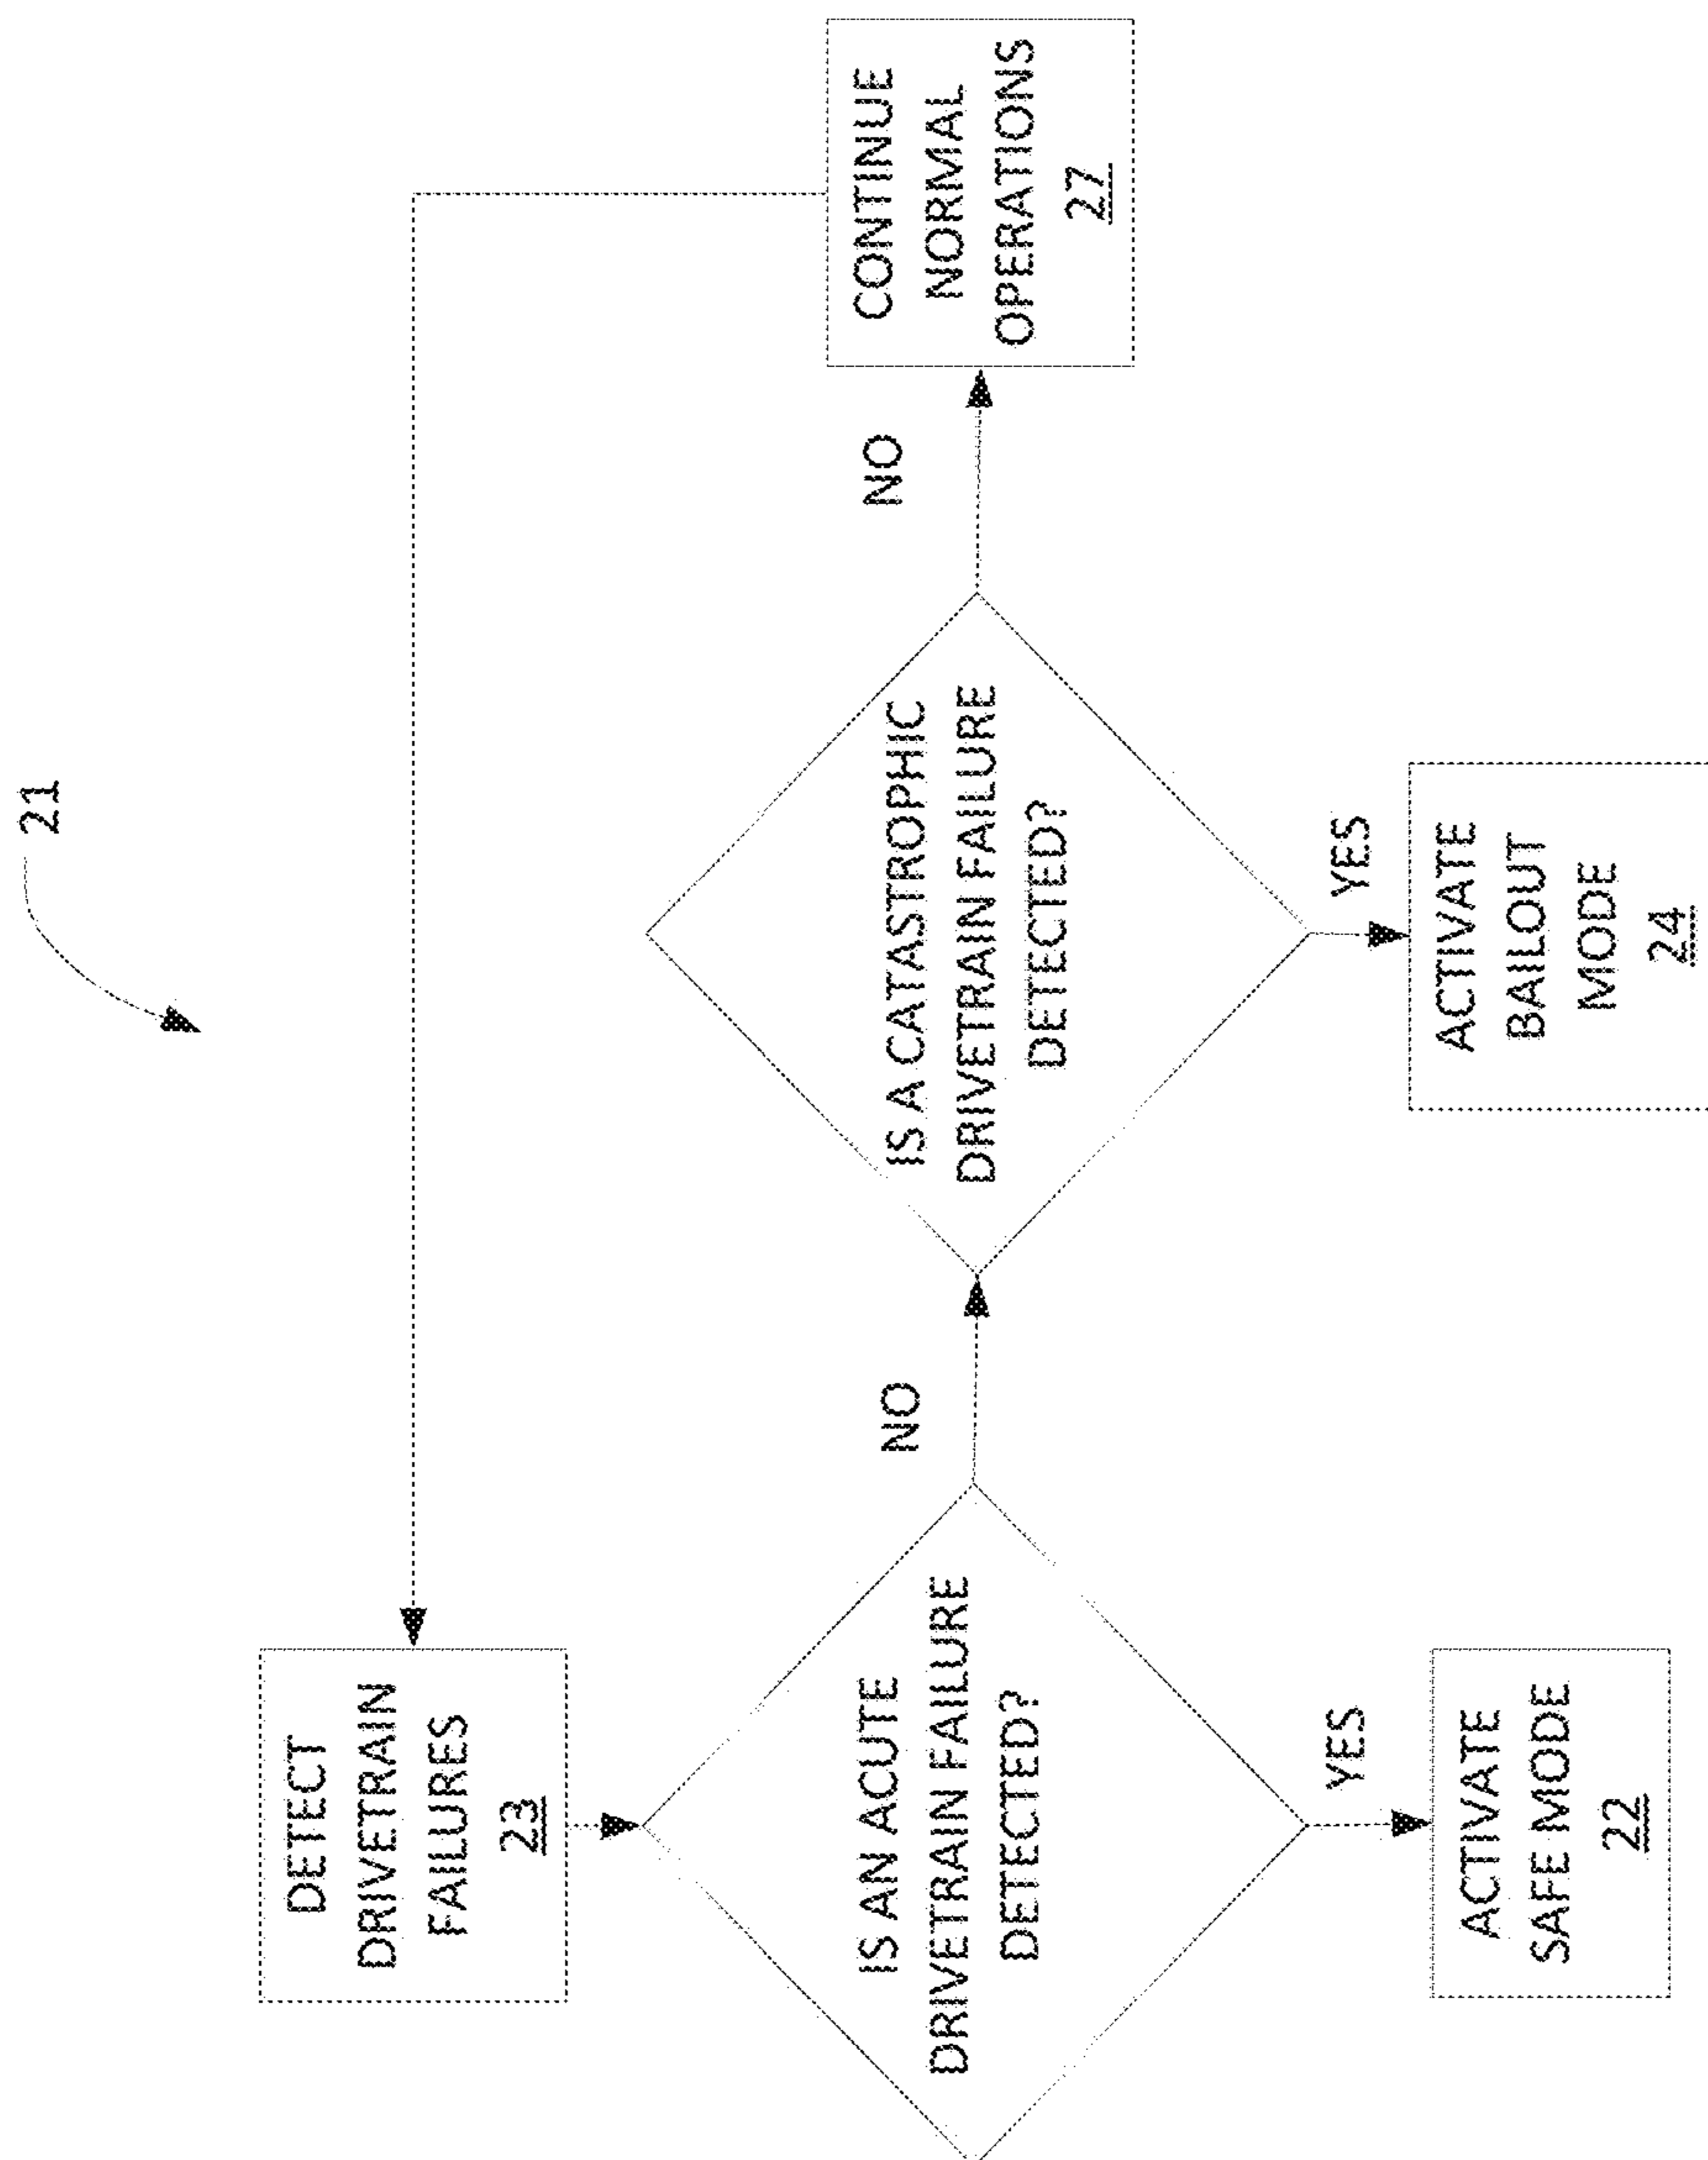 21
DETECT
DRIVETRAIN
FAILURES
23
IS AN ACUTE
DRIVETRAIN FAILURE
DETECTED?
NO
YES
ACTIVATE
SAFE MODE
22
IS A CATASTROPHIC
DRIVETRAIN FAILURE
DETECTED?
NO
YES
ACTIVATE
BAILOUT
MODE
24
CONTINUE
NORMAL
OPERATIONS
27